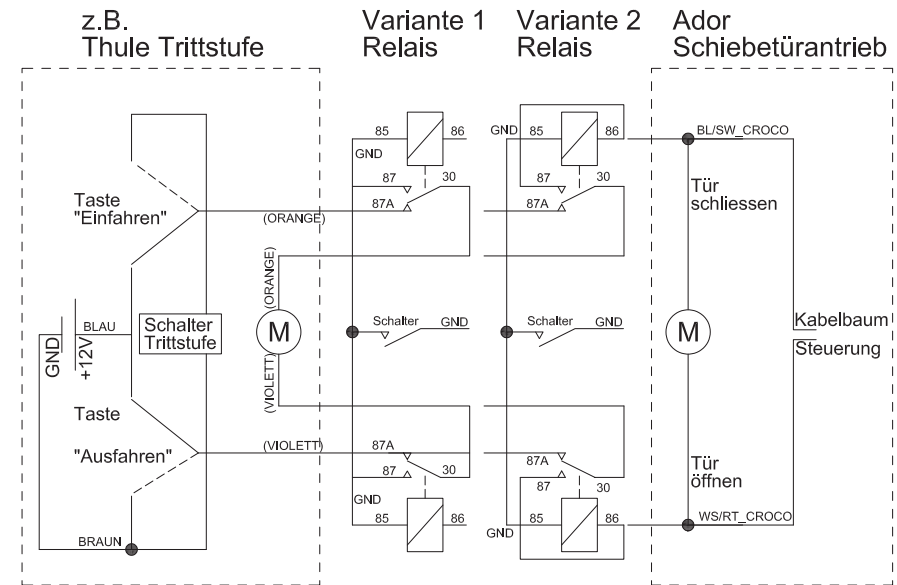 z.B.
Thule Trittstufe
Variante 1
Relais
Variante 2
Relais
Ador
Schiebetürantrieb
85
86
GND
87
30
87A
GND
85
86
87
30
87A
BL/SW_CROCO
Taste
"Einfahren"
(ORANGE)
(ORANGE)
Tür
schliessen
GND
+12V
BLAU
Schalter
Trittstufe
M
Schalter
GND
Schalter
GND
M
Kabelbaum
Steuerung
Taste
"Ausfahren"
(VIOLETT)
(VIOLETT)
87A
87
30
GND
85
86
87A
87
30
GND
85
86
Tür
öffnen
WS/RT_CROCO
BRAUN